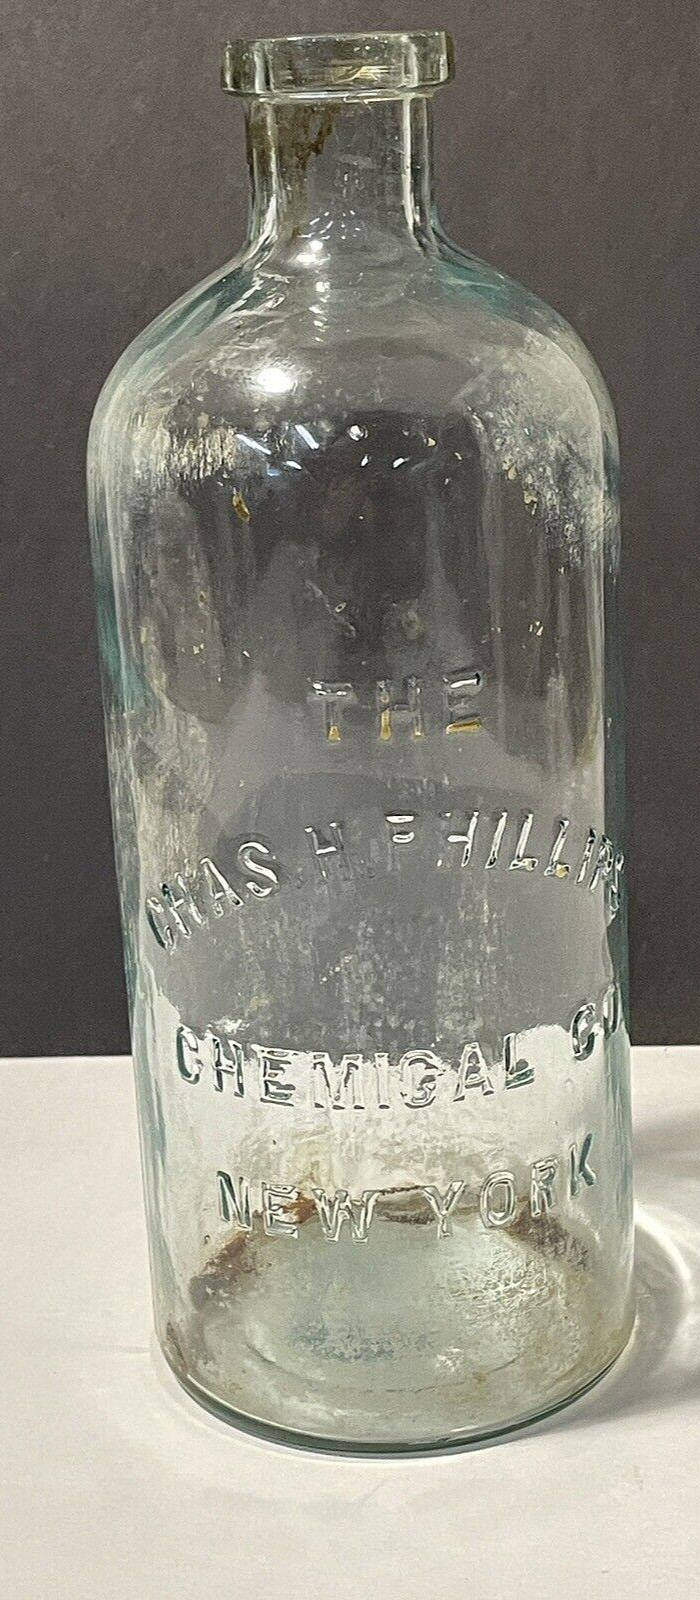 THE
CHAS. H. PHILLIPS
CHEMICAL CO
NEW YORK